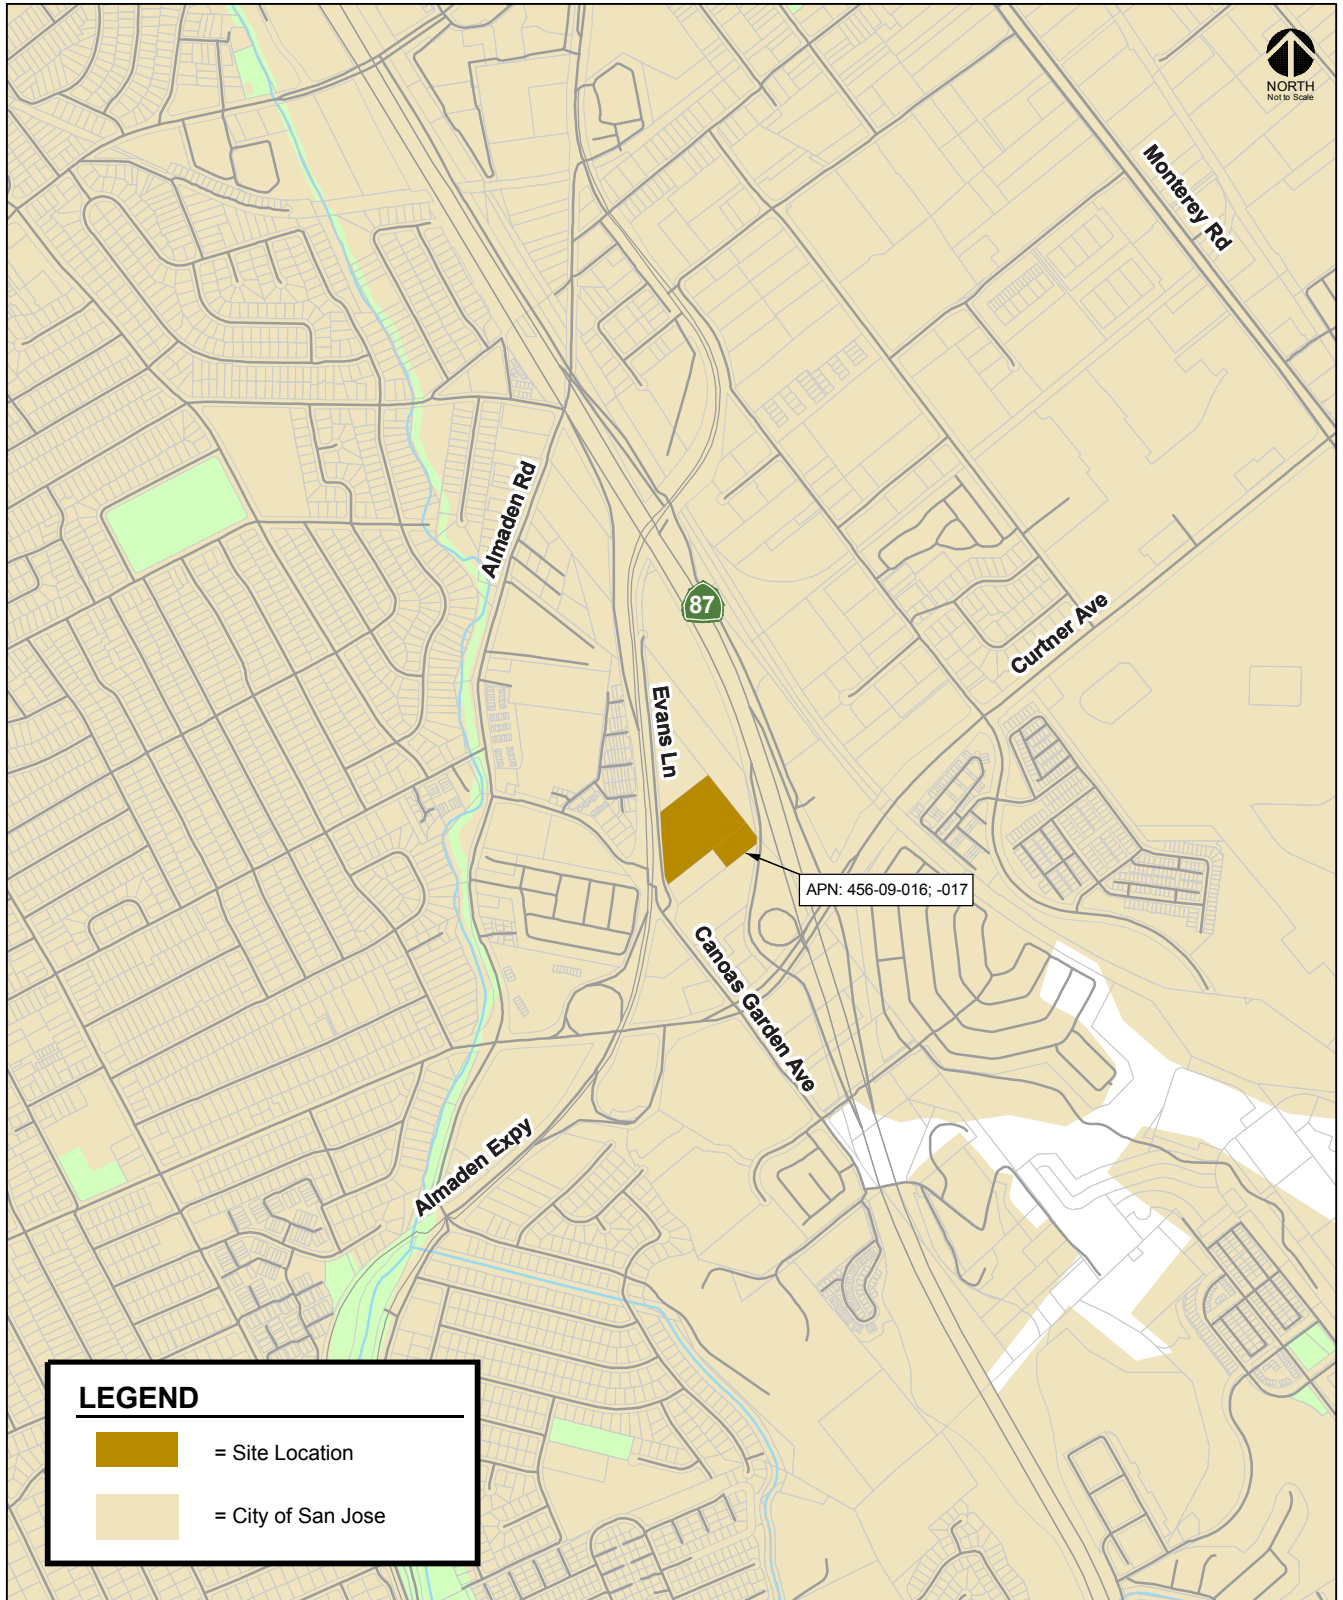 NORTH
Not to Scale
Monterey Rd
Almaden Rd
87
Curtner Ave
Evans Ln
APN: 456-09-016; -017
Canoas Garden Ave
Almaden Expy
LEGEND
= Site Location
= City of San Jose